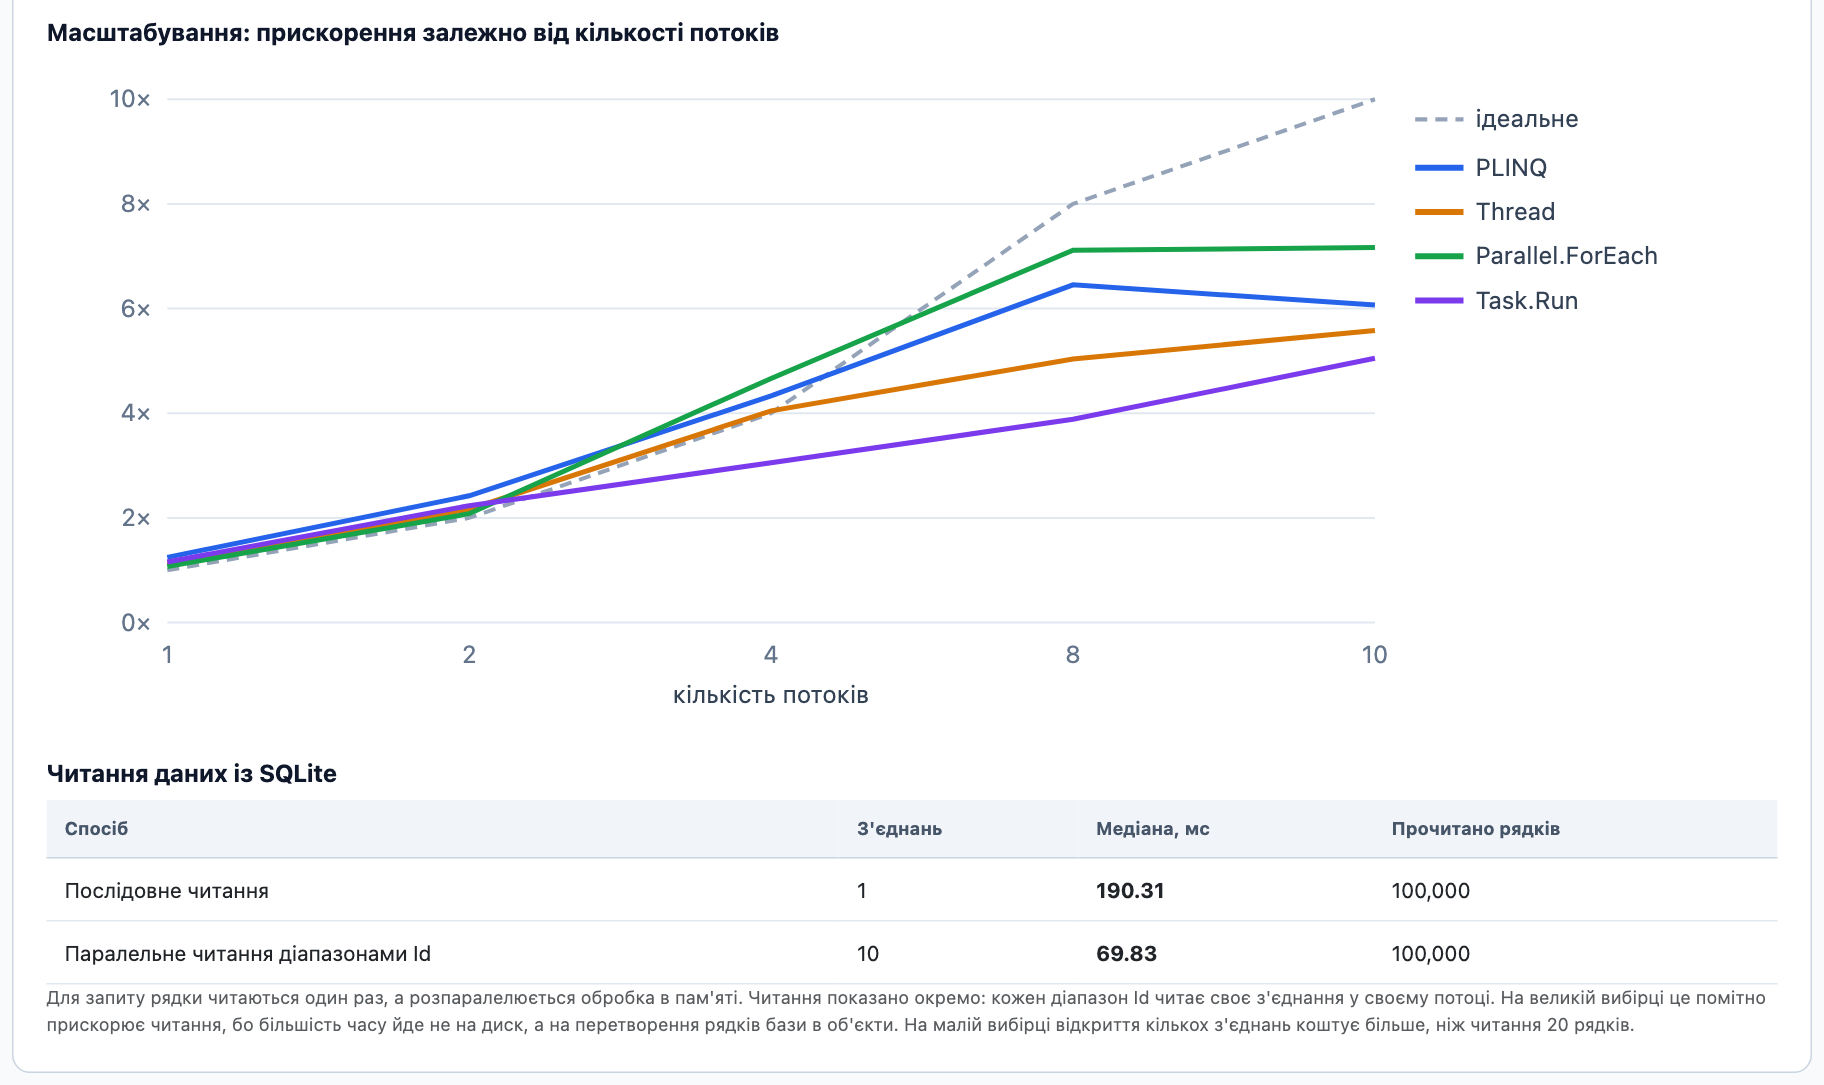 Масштабування: прискорення залежно від кількості потоків
10×
8×
6×
4×
2×
0×
1 2 4 8 10
кількість потоків
ідеальне
PLINQ
Thread
Parallel.ForEach
Task.Run
Читання даних із SQLite
Спосіб З'єднань Медіана, мс Прочитано рядків
Послідовне читання 1 190.31 100,000
Паралельне читання діапазонами Id 10 69.83 100,000
Для запиту рядки читаються один раз, а розпаралелюється обробка в пам'яті. Читання показано окремо: кожен діапазон Id читає своє з'єднання у своєму потоці. На великій вибірці це помітно
прискорює читання, бо більшість часу йде не на диск, а на перетворення рядків бази в об'єкти. На малій вибірці відкриття кількох з'єднань коштує більше, ніж читання 20 рядків.